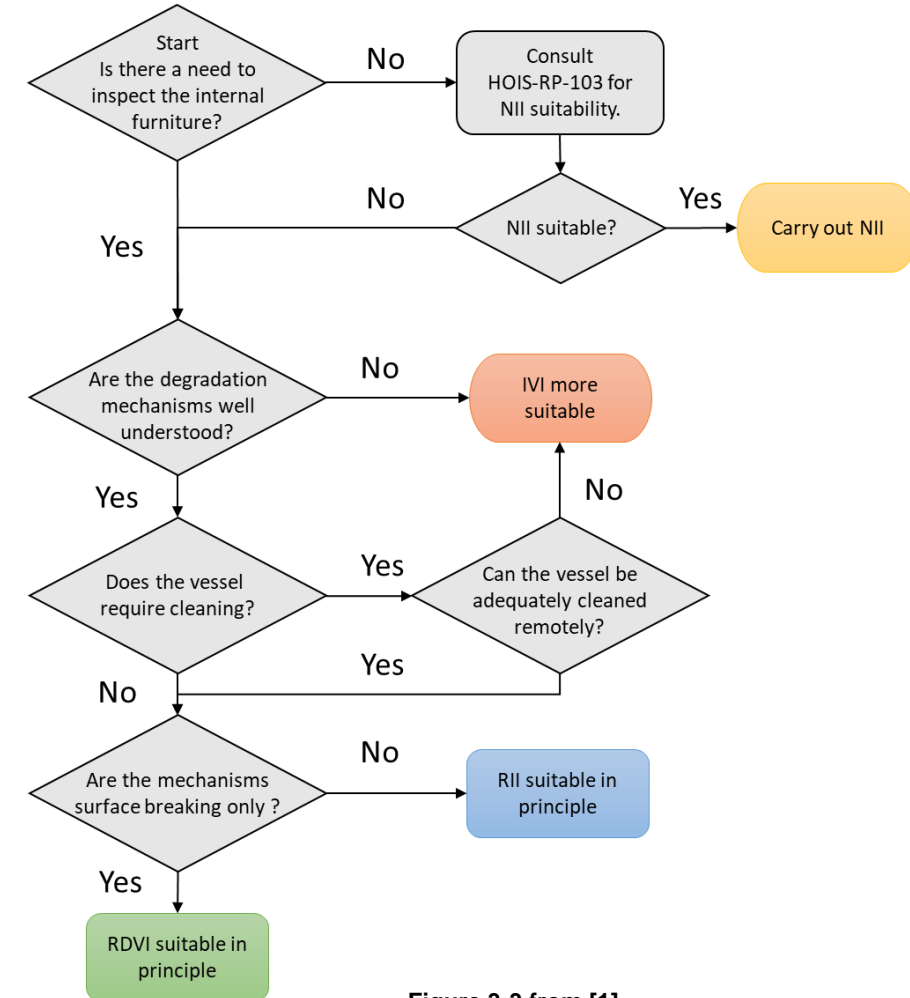 Start
Is there a need to
inspect the internal
furniture?
No
Consult
HOIS-RP-103 for
NII suitability.
No
Yes
NII suitable?
Carry out NII
Yes
No
Are the degradation
mechanisms well
understood?
IVI more
suitable
Yes
No
Does the vessel
require cleaning?
Yes
Can the vessel be
adequately cleaned
remotely?
Yes
No
No
Are the mechanisms
surface breaking only ?
RII suitable in
principle
Yes
RDVI suitable in
principle
from [1]